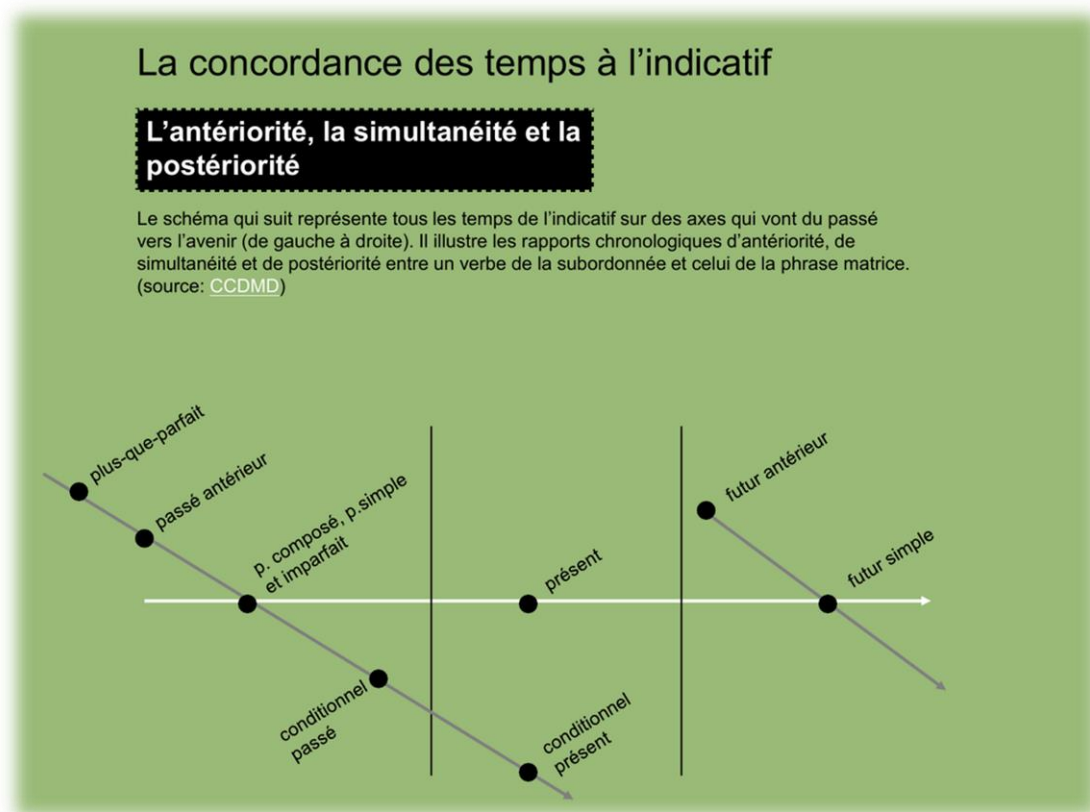 La concordance des temps à l’indicatif
L’antériorité, la simultanéité et la
postériorité
Le schéma qui suit représente tous les temps de l’indicatif sur des axes qui vont du passé
vers l’avenir (de gauche à droite). Il illustre les rapports chronologiques d’antériorité, de
simultanéité et de postériorité entre un verbe de la subordonnée et celui de la phrase matrice.
(source: CCDMD)
plus-que-parfait
passé antérieur
p. composé, p.simple
et imparfait
présent
futur antérieur
futur simple
conditionnel
passé
conditionnel
présent